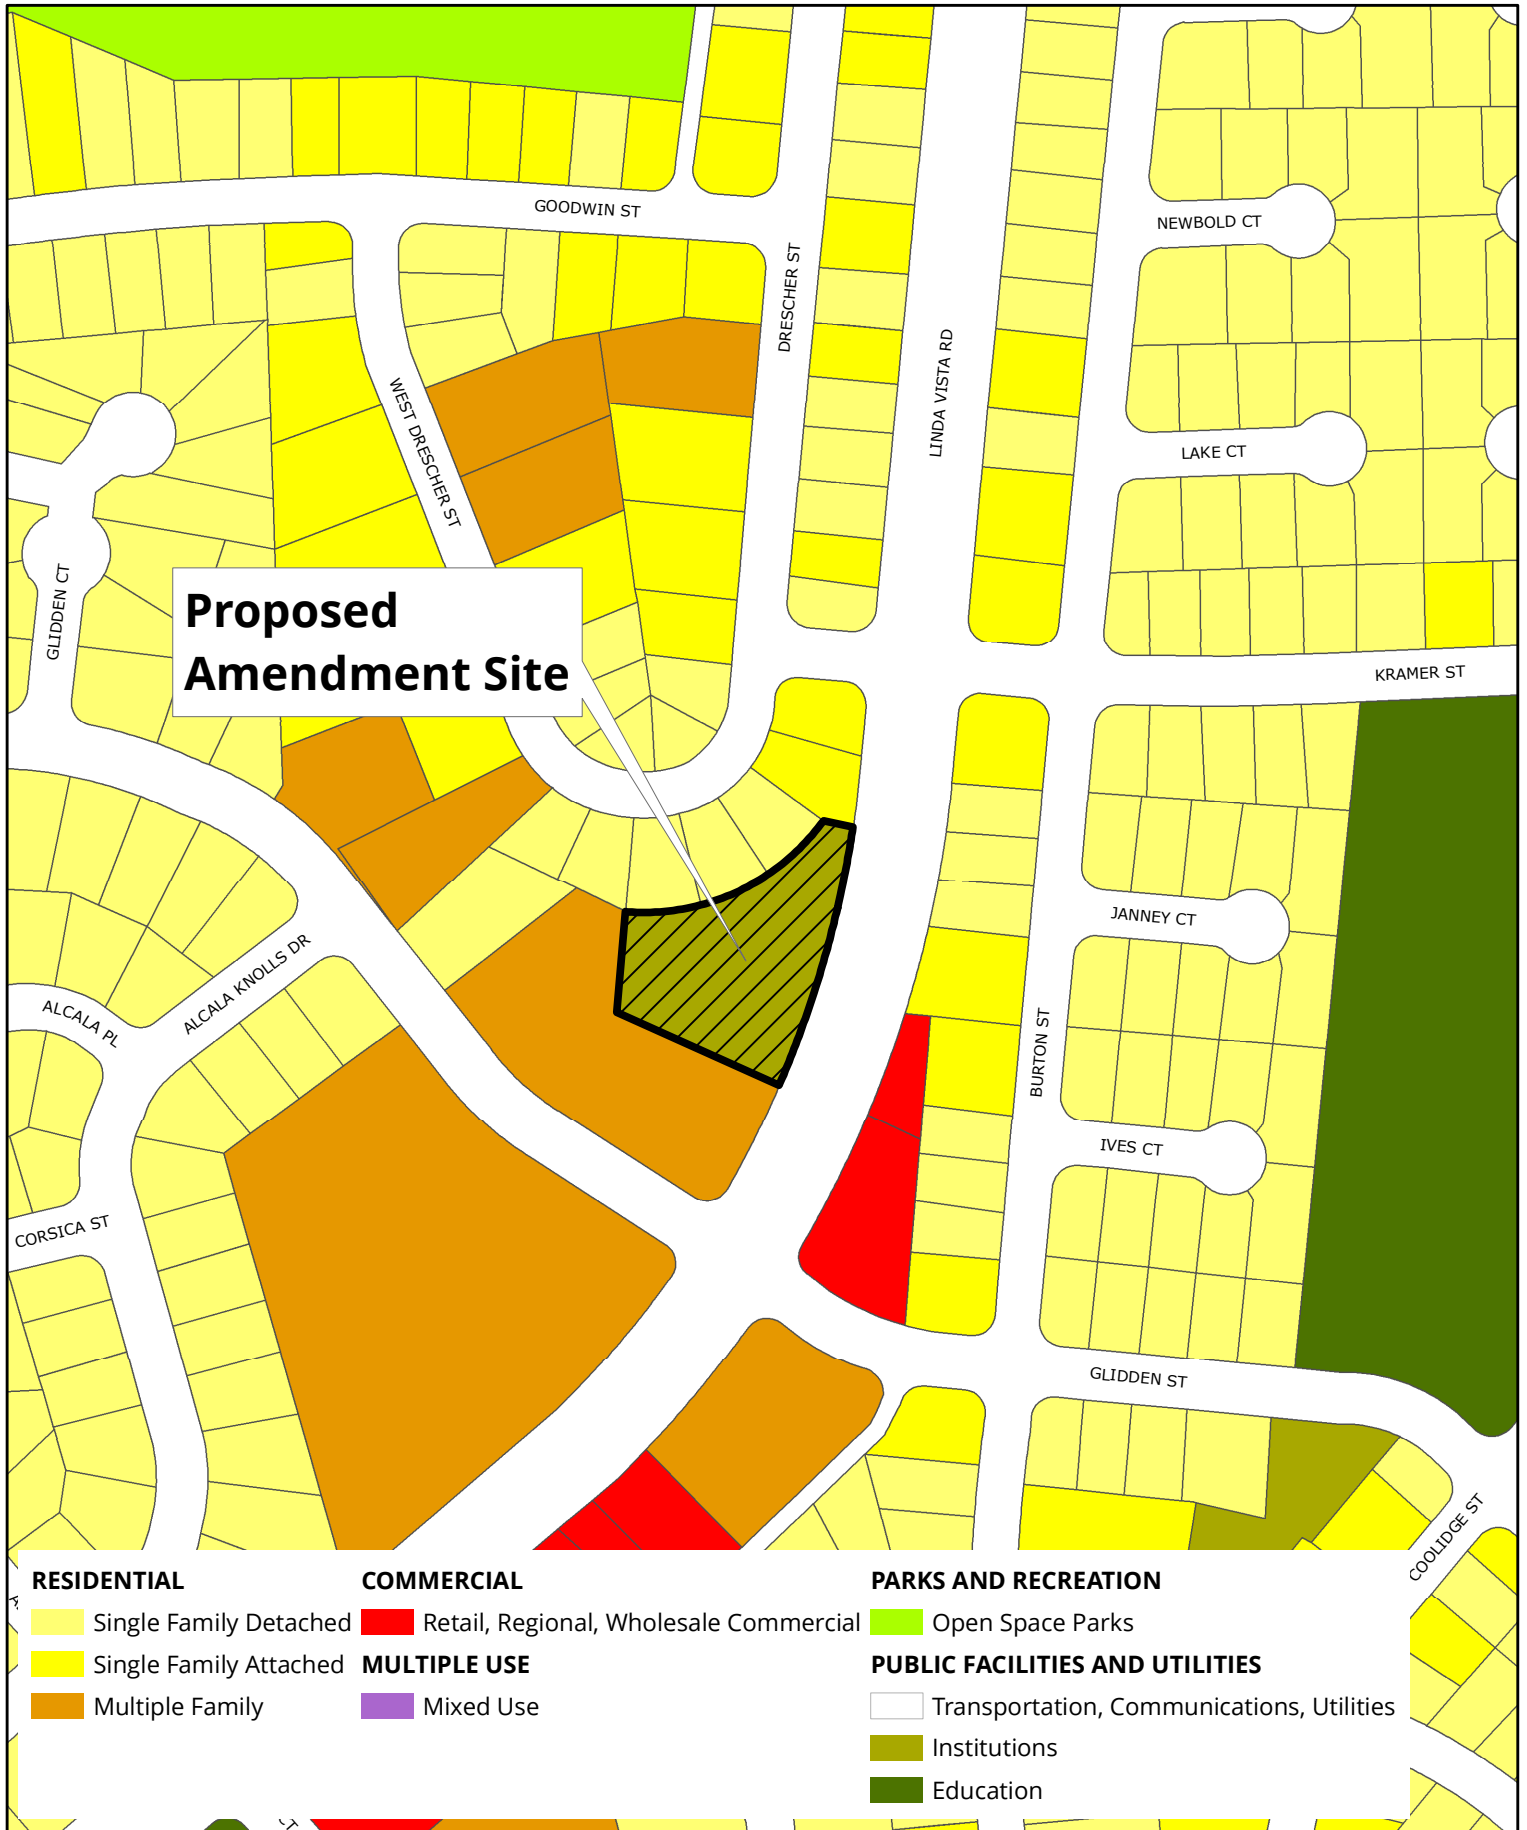 GOODWIN ST
NEWBOLD CT
DRESCHER ST
LINDA VISTA RD
WEST DRESCHER ST
LAKE CT
GLIDDEN CT
Proposed
Amendment Site
KRAMER ST
JANNEY CT
ALCALA KNOLLS DR
ALCALA PL
BURTON ST
IVES CT
CORSICA ST
GLIDDEN ST
COOLIDGE ST
RESIDENTIAL
Single Family Detached
Single Family Attached
Multiple Family
COMMERCIAL
Retail, Regional, Wholesale Commercial
MULTIPLE USE
Mixed Use
PARKS AND RECREATION
Open Space Parks
PUBLIC FACILITIES AND UTILITIES
Transportation, Communications, Utilities
Institutions
Education
CT